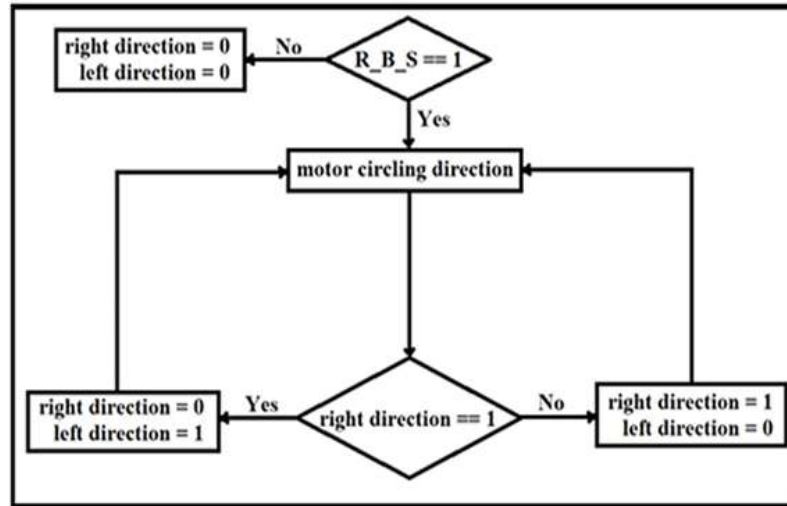 right direction = 0
left direction = 0
No
R_B_S == 1
Yes
motor circling direction
right direction = 0
left direction = 1
Yes
right direction == 1
No
right direction = 1
left direction = 0